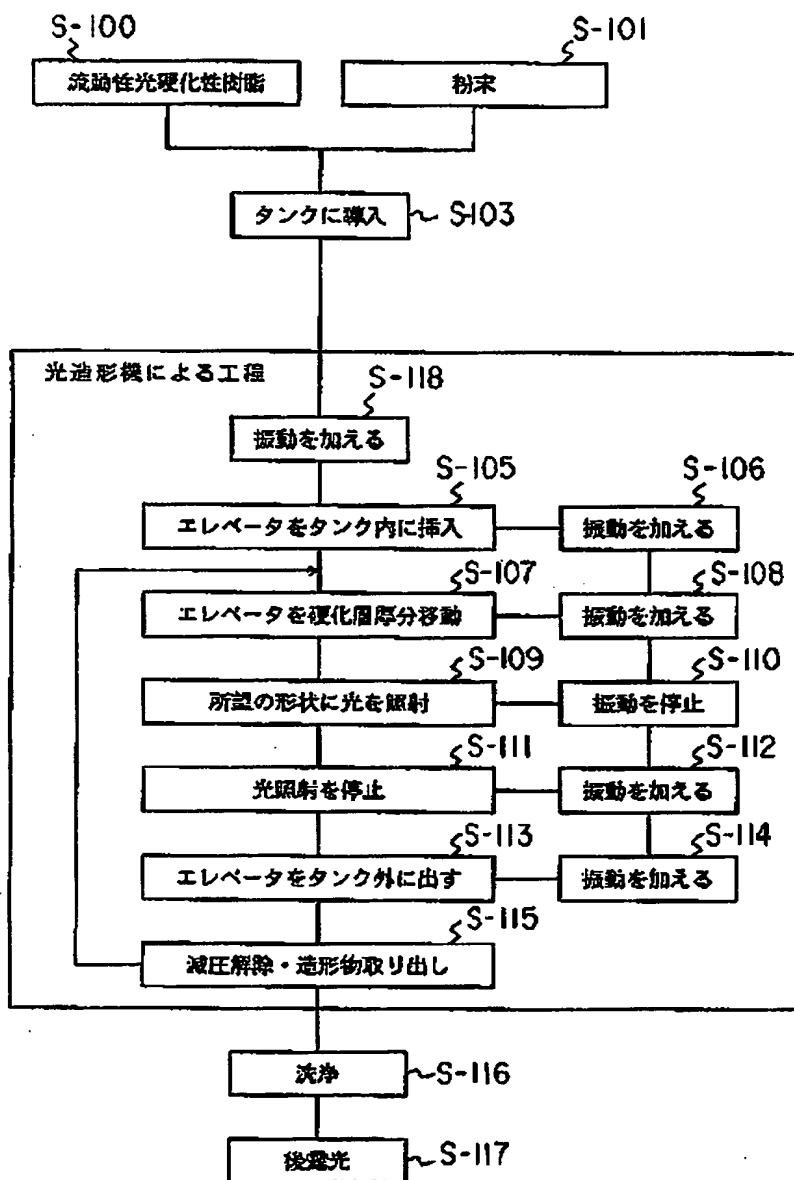 S-100
S-101
流動性光硬化性樹脂
粉末
タンクに導入
S-103
光造形機による工程
S-118
振動を加える
S-105
S-106
エレベータをタンク内に挿入
振動を加える
S-107
S-108
エレベータを硬化層厚分移動
振動を加える
S-109
S-110
所望の形状に光を照射
振動を停止
S-111
S-112
光照射を停止
振動を加える
S-113
S-114
エレベータをタンク外に出す
振動を加える
S-115
減圧解除・造形物取り出し
洗浄
S-116
後露光
S-117